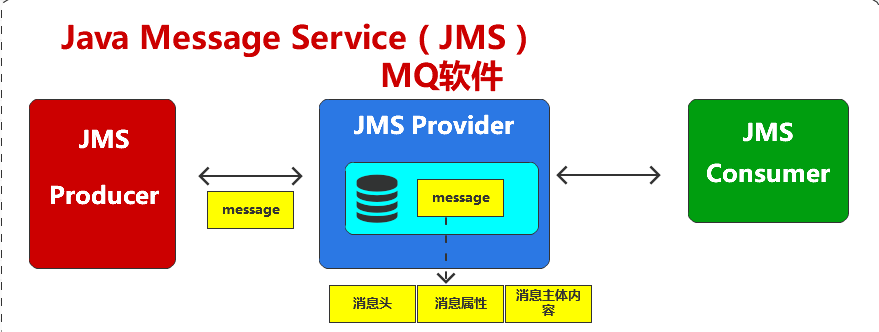 Java Message Service ( JMS )
MQ软件
JMS
Producer
message
JMS Provider
message
JMS
Consumer
消息头
消息属性
消息主体内
容